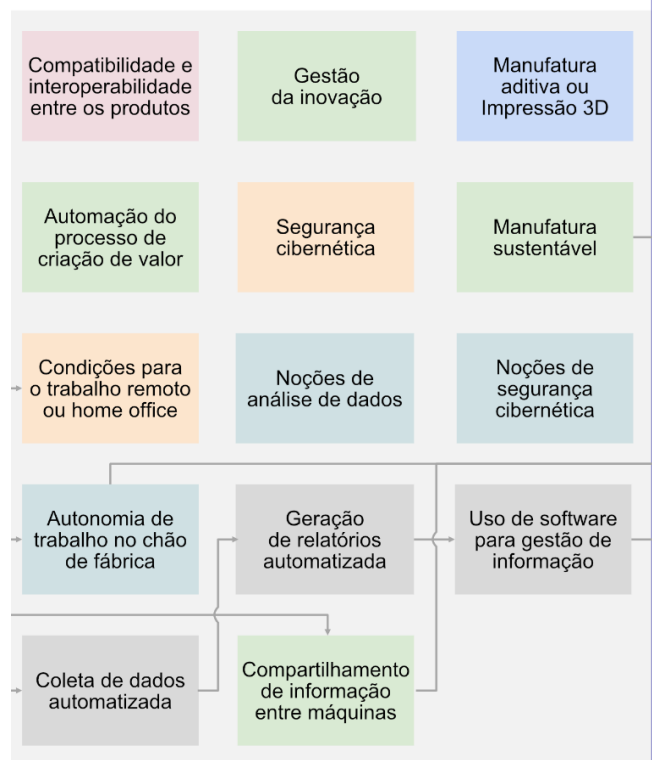 Compatibilidade e
interoperabilidade
entre os produtos
Gestão
da inovação
Manufatura
aditiva ou
Impressão 3D
Automação do
processo de
criação de valor
Segurança
cibernética
Manufatura
sustentável
Condições para
o trabalho remoto
ou home office
Noções de
análise de dados
Noções de
segurança
cibernética
Autonomia de
trabalho no chão
de fábrica
Geração
de relatórios
automatizada
Uso de software
para gestão de
informação
Coleta de dados
automatizada
Compartilhamento
de informação
entre máquinas